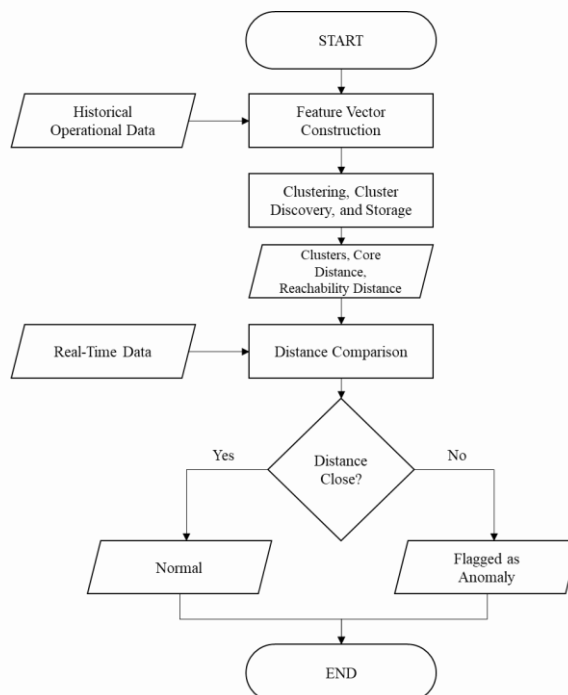 START
Historical
Operational Data
Feature Vector
Construction
Clustering, Cluster
Discovery, and Storage
Clusters, Core
Distance,
Reachability Distance
Real-Time Data
Distance Comparison
Yes
Distance
Close?
No
Normal
Flagged as
Anomaly
END